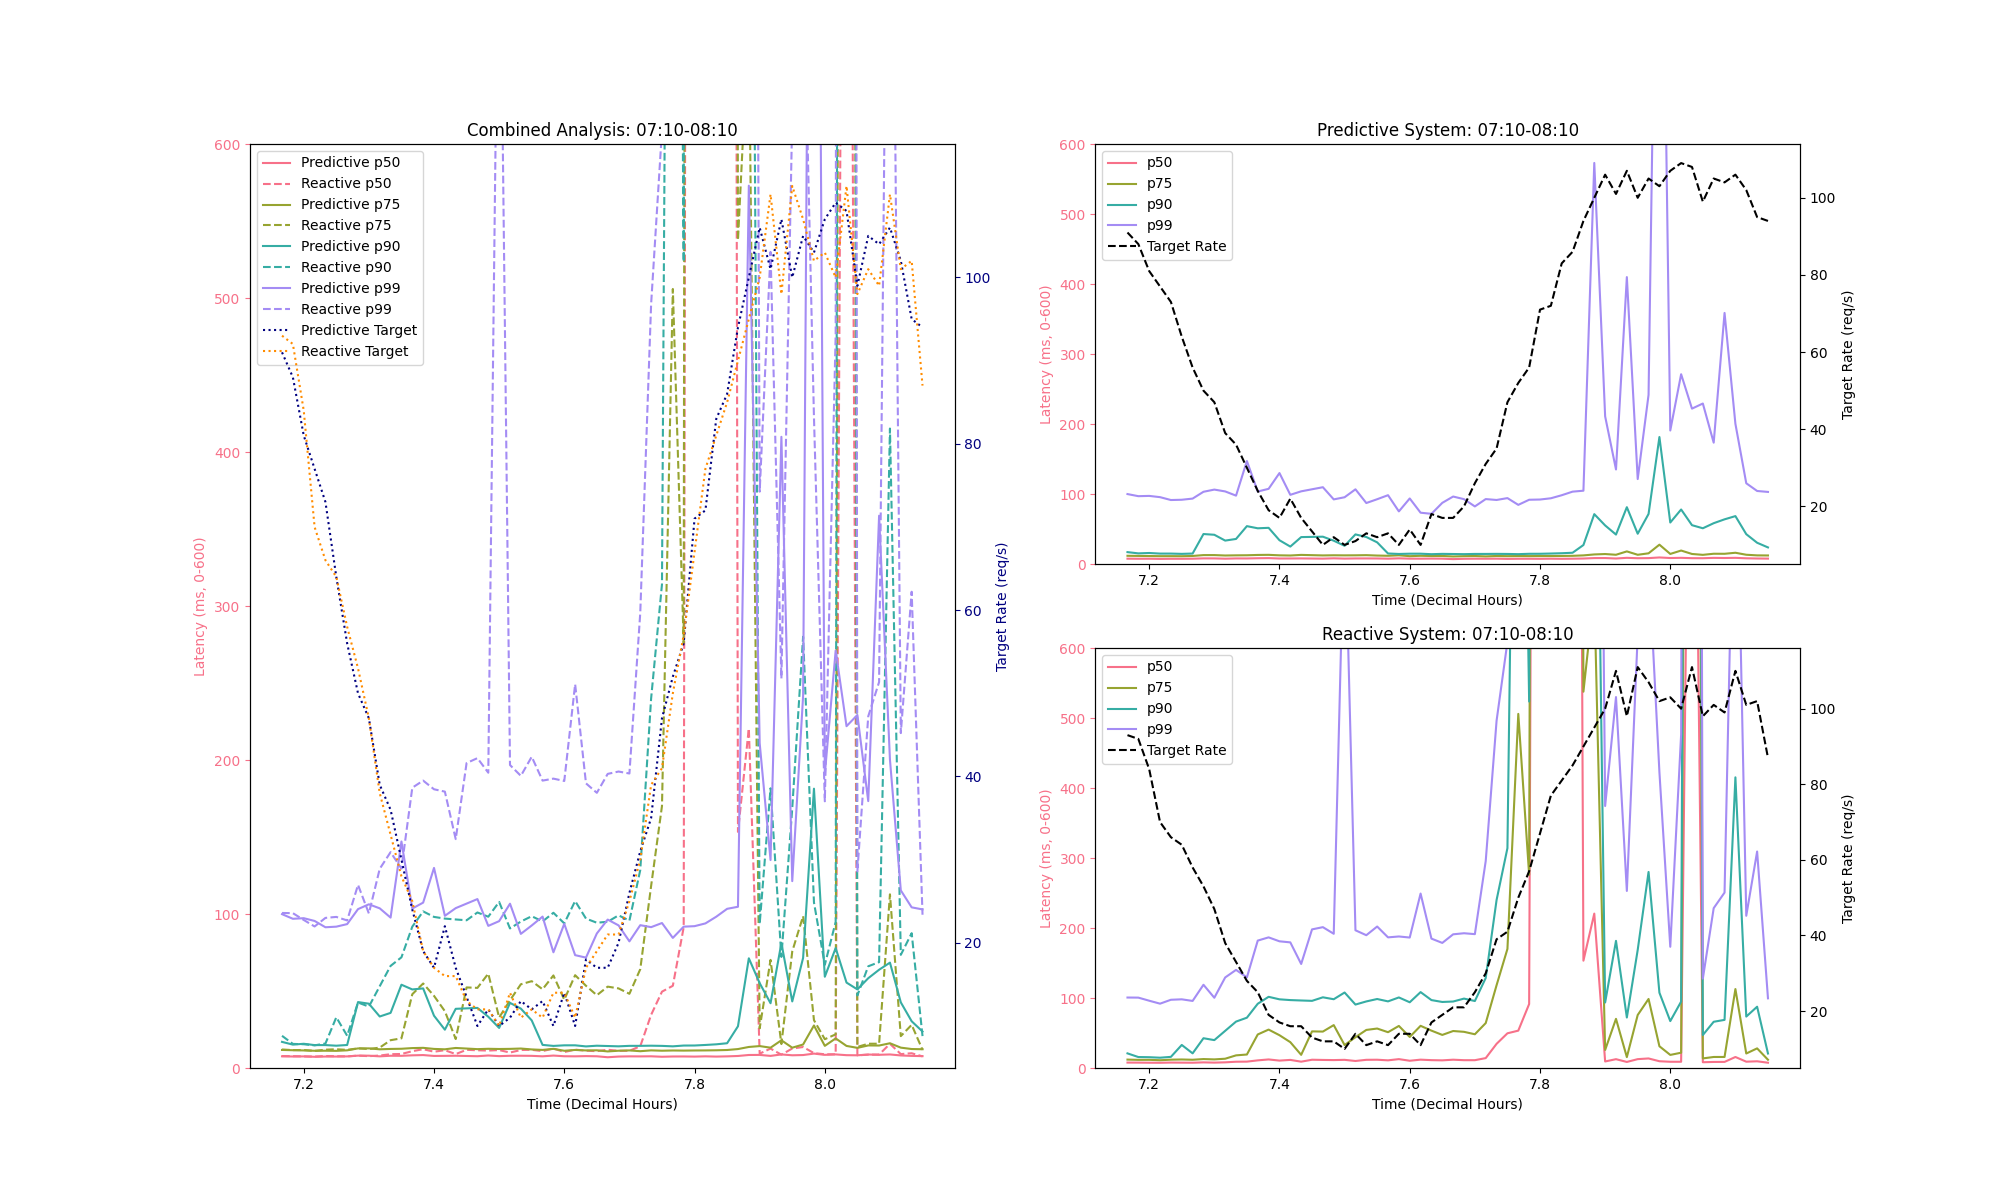 Combined Analysis: 07:10-08:10
Predictive p50
Reactive p50
Predictive p75
Reactive p75
Predictive p90
Reactive p90
Predictive p99
Reactive p99
Predictive Target
Reactive Target
Latency (ms, 0-600)
600
500
400
300
200
100
0
7.2
7.4
7.6
7.8
8.0
Time (Decimal Hours)
100
80
60
40
20
Target Rate (req/s)
Predictive System: 07:10-08:10
p50
p75
p90
p99
Target Rate
Latency (ms, 0-600)
600
500
400
300
200
100
0
7.2
7.4
7.6
7.8
8.0
Time (Decimal Hours)
100
80
60
40
20
Target Rate (req/s)
Reactive System: 07:10-08:10
p50
p75
p90
p99
Target Rate
Latency (ms, 0-600)
600
500
400
300
200
100
0
7.2
7.4
7.6
7.8
8.0
Time (Decimal Hours)
100
80
60
40
20
Target Rate (req/s)